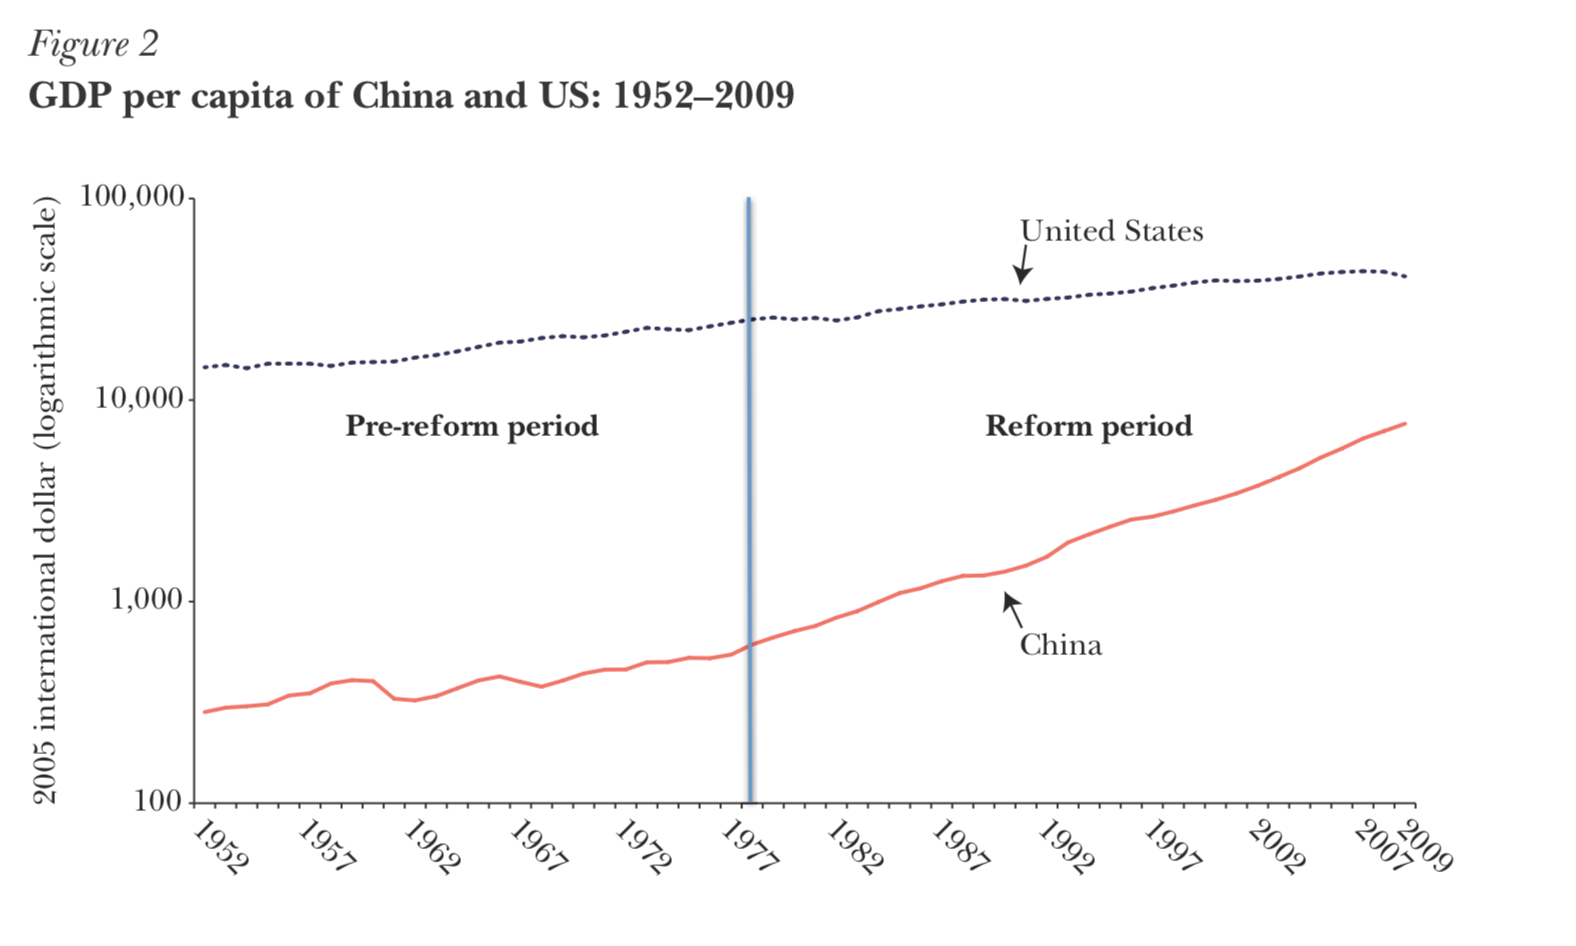 Figure 2
GDP per capita of China and US: 1952–2009
2005 international dollar (logarithmic scale)
100,000
10,000
1,000
100
United States
Pre-reform period
Reform period
China
1952
1957
1962
1967
1972
1977
1982
1987
1992
1997
2002
2007
2009